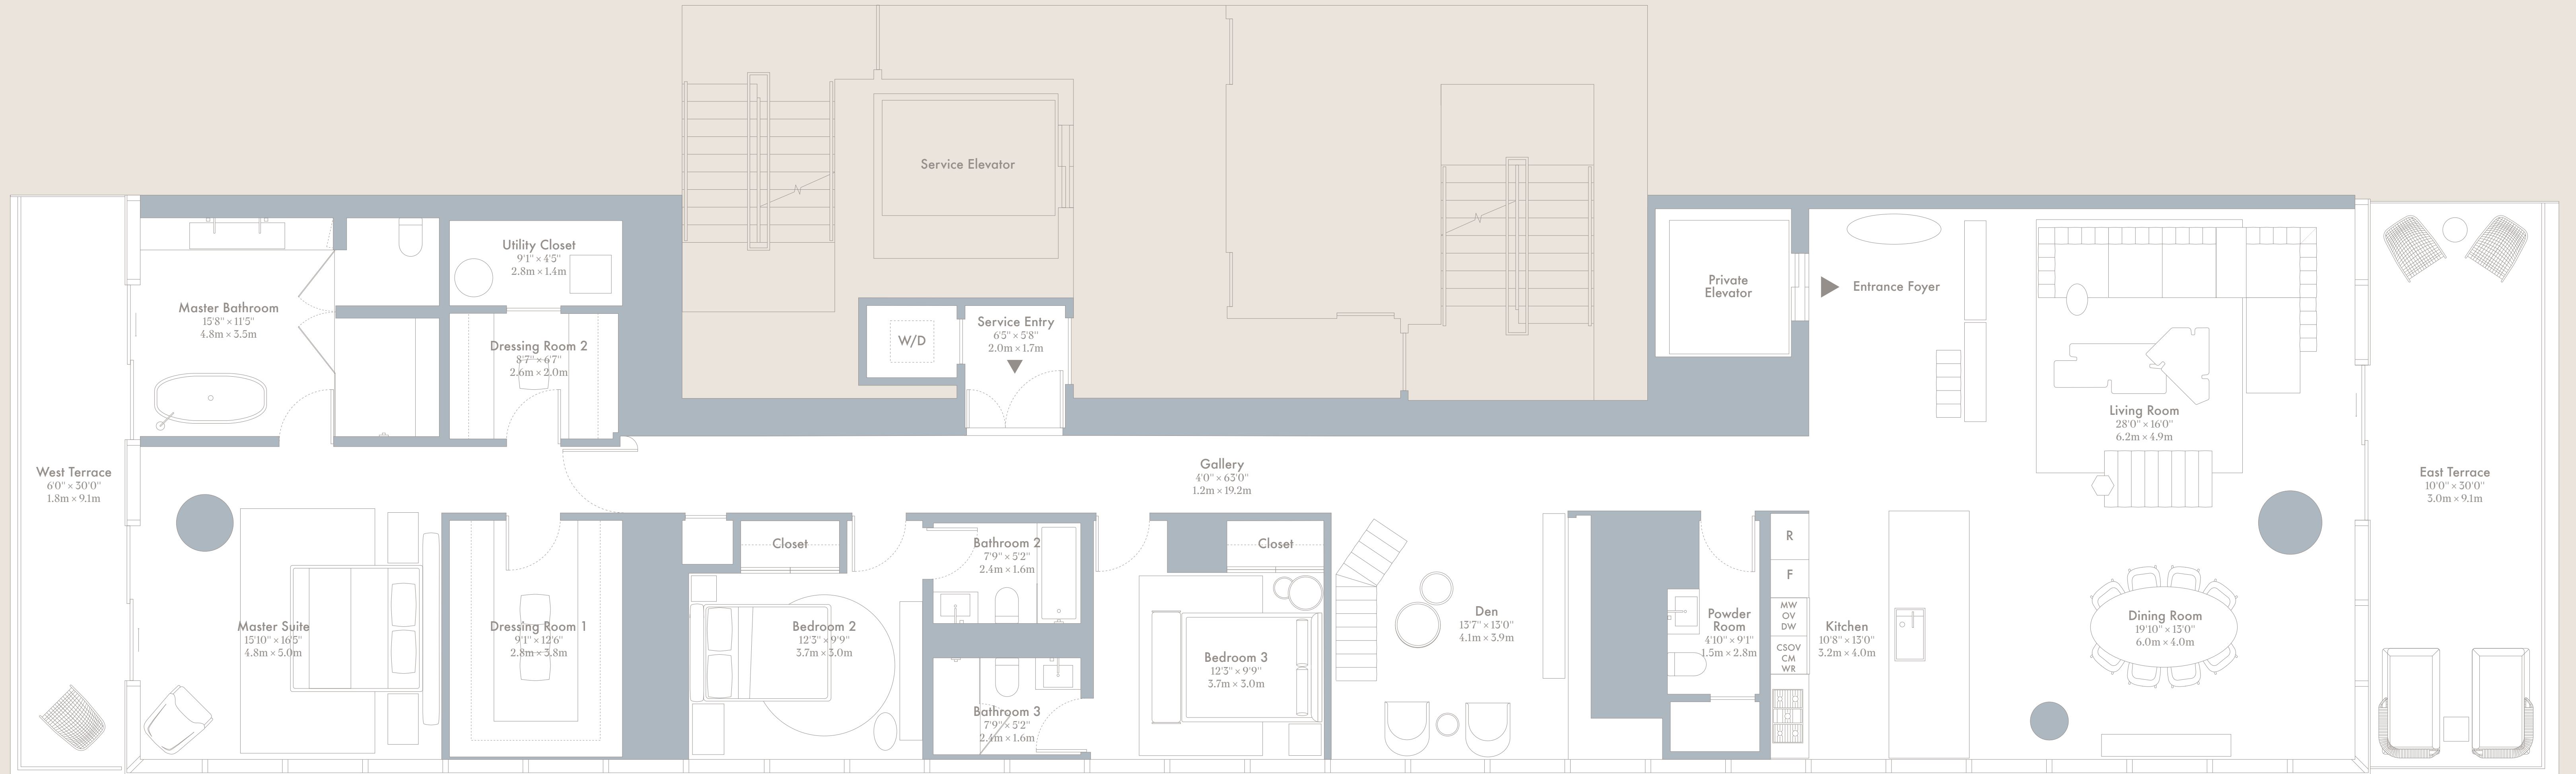 Service Elevator
Utility Closet
9'1" × 4'5"
2.8m × 1.4m
Master Bathroom
15'8" × 11'5"
4.8m × 3.5m
Dressing Room 2
8'7" × 6'7"
2.6m × 2.0m
W/D
Service Entry
6'5" × 5'8"
2.0m × 1.7m
Private
Elevator
Entrance Foyer
Living Room
28'0" × 16'0"
6.2m × 4.9m
West Terrace
6'0" × 30'0"
1.8m × 9.1m
Gallery
4'0" × 63'0"
1.2m × 19.2m
East Terrace
10'0" × 30'0"
3.0m × 9.1m
Master Suite
15'10" × 16'5"
4.8m × 5.0m
Dressing Room 1
9'1" × 12'6"
2.8m × 3.8m
Closet
Bedroom 2
12'3" × 9'9"
3.7m × 3.0m
Bathroom 2
7'9" × 5'2"
2.4m × 1.6m
Bathroom 3
7'9" × 5'2"
2.4m × 1.6m
Closet
Bedroom 3
12'3" × 9'9"
3.7m × 3.0m
Den
13'7" × 13'0"
4.1m × 3.9m
Powder
Room
4'10" × 9'1"
1.5m × 2.8m
R
F
MW
OV
DW
CSOV
CM
WR
Kitchen
10'8" × 13'0"
3.2m × 4.0m
Dining Room
19'10" × 13'0"
6.0m × 4.0m